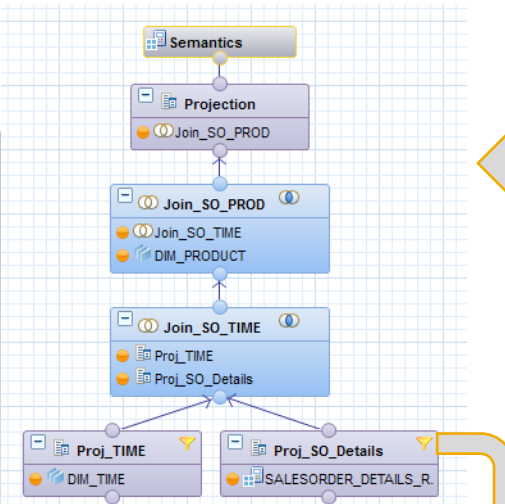 Semantics
Projection
Join_SO_PROD
Join_SO_PROD
Join_SO_TIME
DIM_PRODUCT
Join_SO_TIME
Proj_TIME
Proj_SO_Details
Proj_TIME
DIM_TIME
Proj_SO_Details
SALESORDER_DETAILS_R.